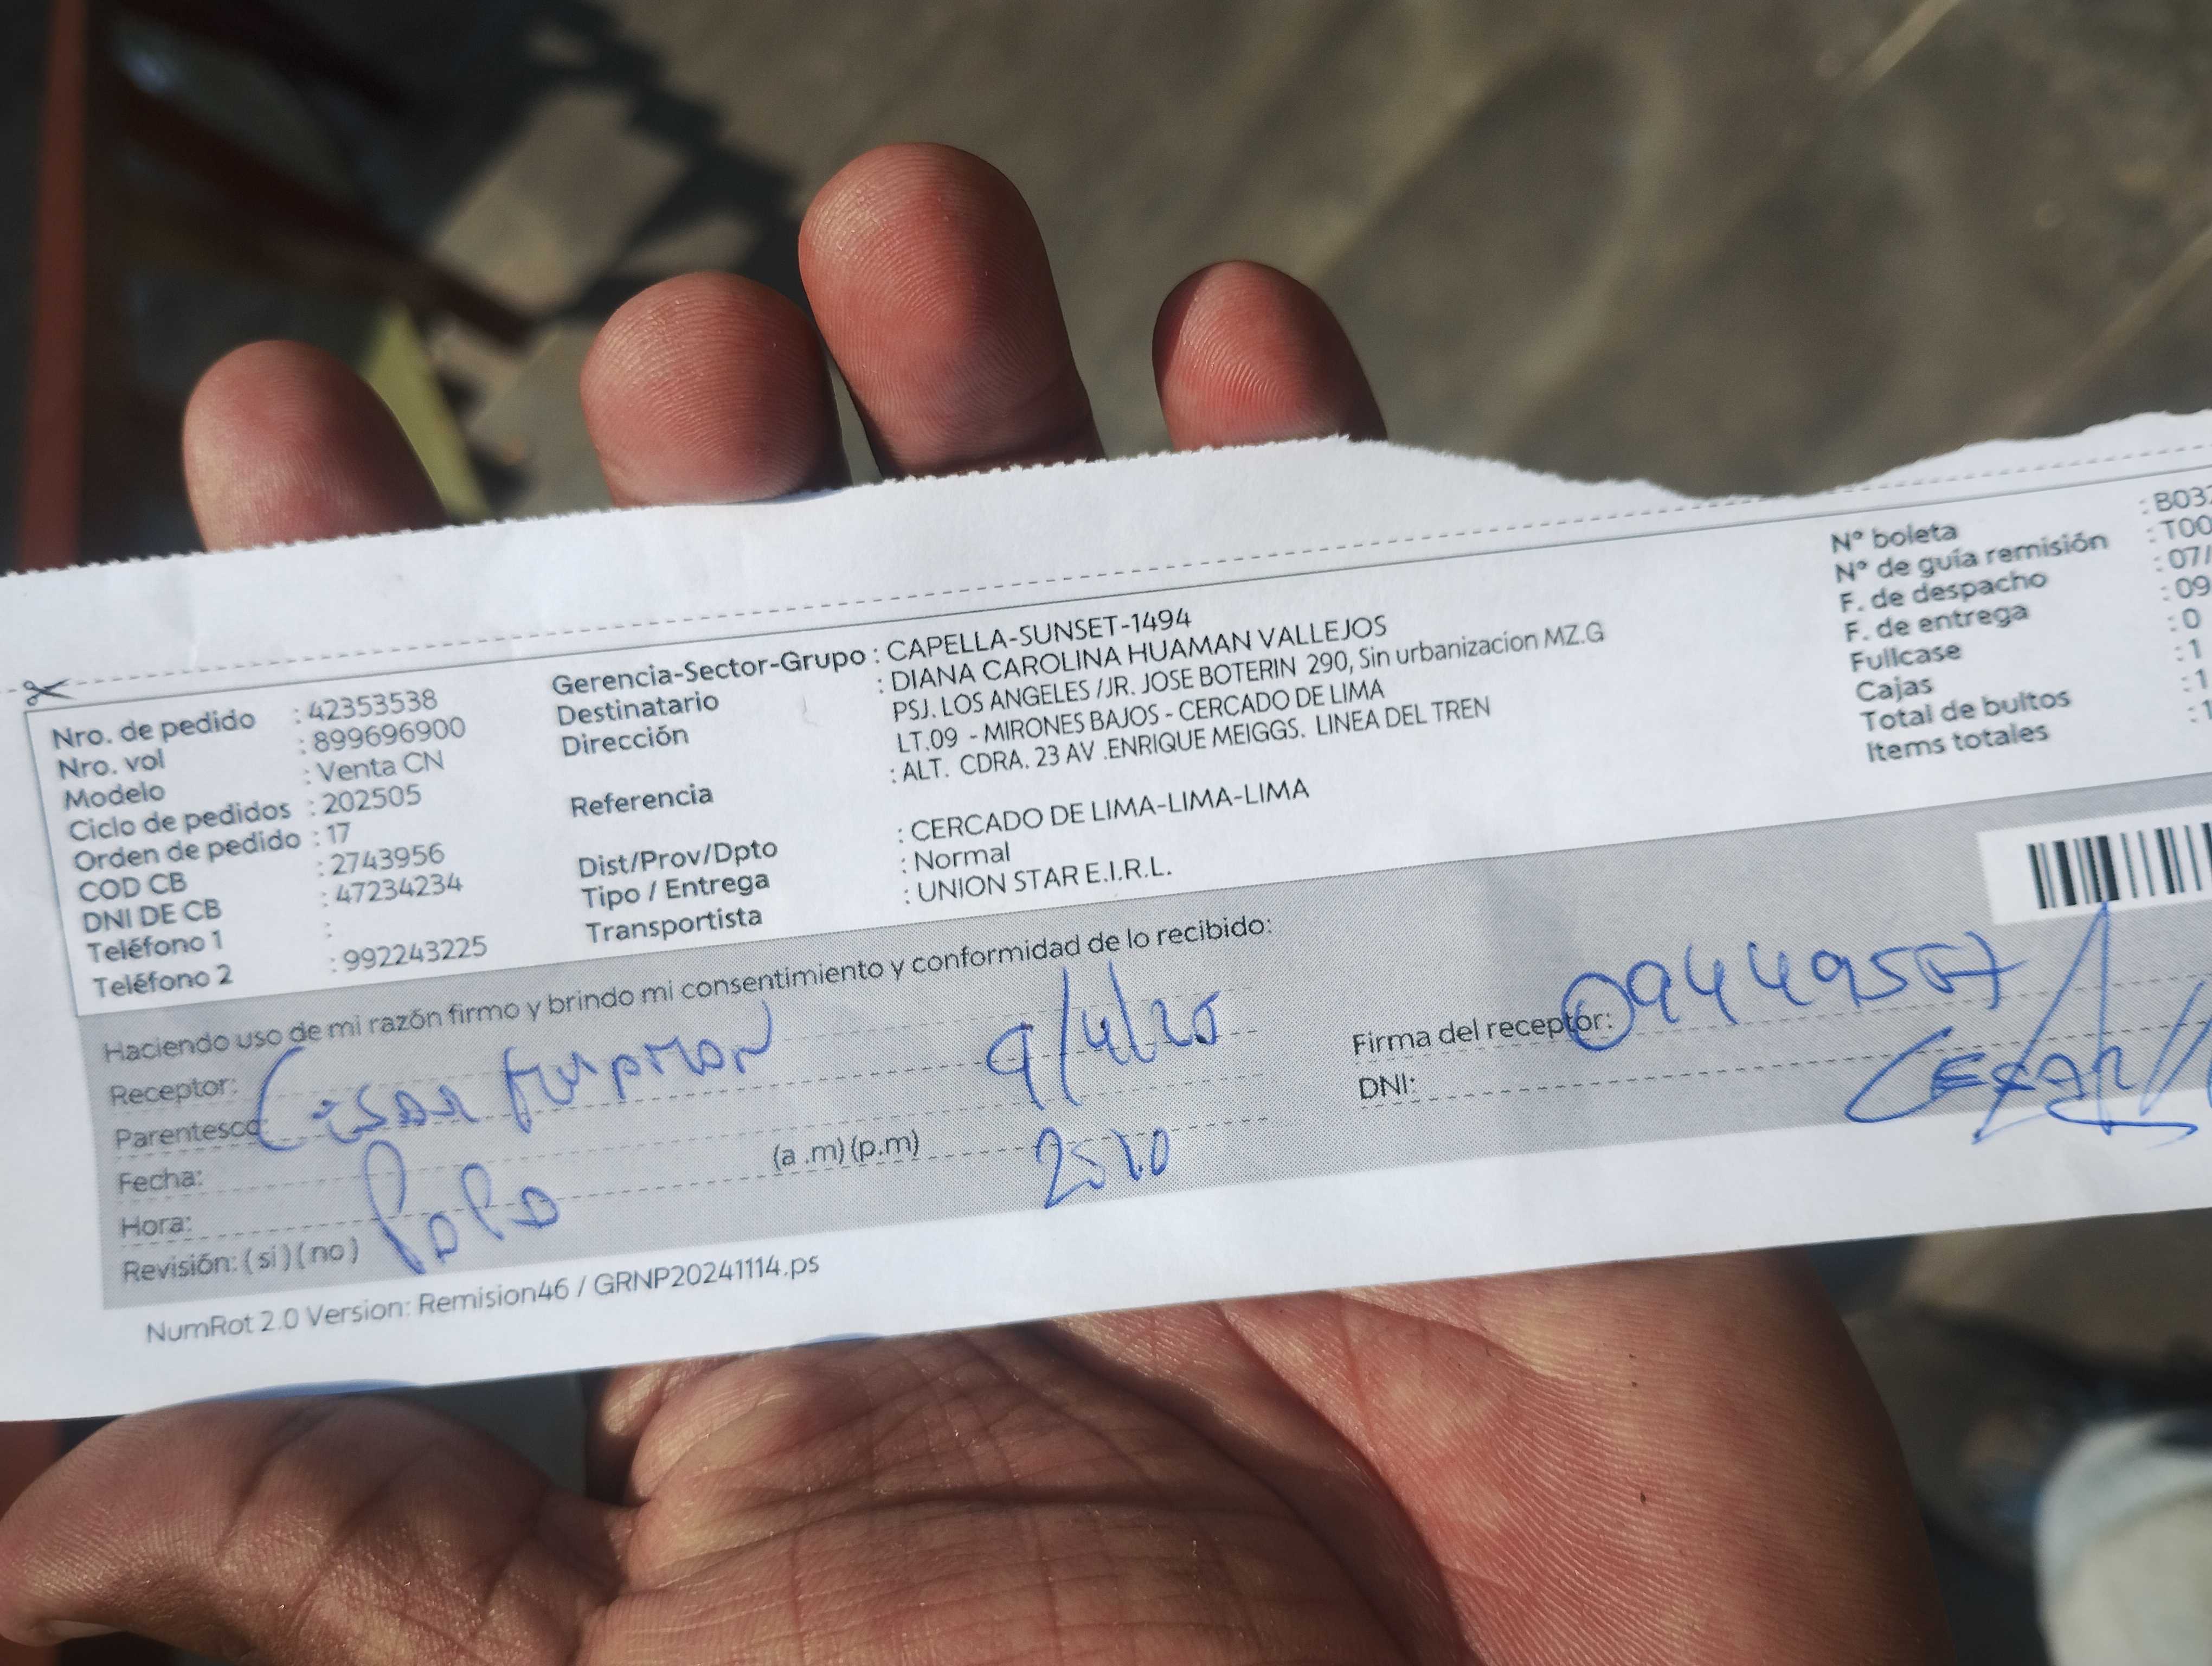 Nro. de pedido : 42353538
Nro. vol : 899696900
Modelo : Venta CN
Ciclo de pedidos : 202505
Orden de pedido : 17
COD CB : 2743956
DNI DE CB : 47234234
Teléfono 1 :
Teléfono 2 : 992243225
Gerencia-Sector-Grupo : CAPELLA-SUNSET-1494
Destinatario : DIANA CAROLINA HUAMAN VALLEJOS
Dirección PSJ. LOS ANGELES /JR. JOSE BOTERIN 290, Sin urbanizacion MZ.G
LT.09 - MIRONES BAJOS - CERCADO DE LIMA
Referencia : ALT. CDRA. 23 AV .ENRIQUE MEIGGS. LINEA DEL TREN
Dist/Prov/Dpto : CERCADO DE LIMA-LIMA-LIMA
Tipo / Entrega : Normal
Transportista : UNION STAR E.I.R.L.
N° boleta : B03
N° de guía remisión : T00
F. de despacho : 07/
F. de entrega : 09
Fullcase : 0
Cajas : 1
Total de bultos : 1
Items totales : 1
Haciendo uso de mi razón firmo y brindo mi consentimiento y conformidad de lo recibido:
Receptor: Cesar
Parentesco:
9/4/25
Fecha:
Hora: PaPa (a .m) (p.m)
Revisión: ( si ) ( no )
Firma del receptor:
DNI:
CESAR
NumRot 2.0 Version: Remision46 / GRNP20241114.ps